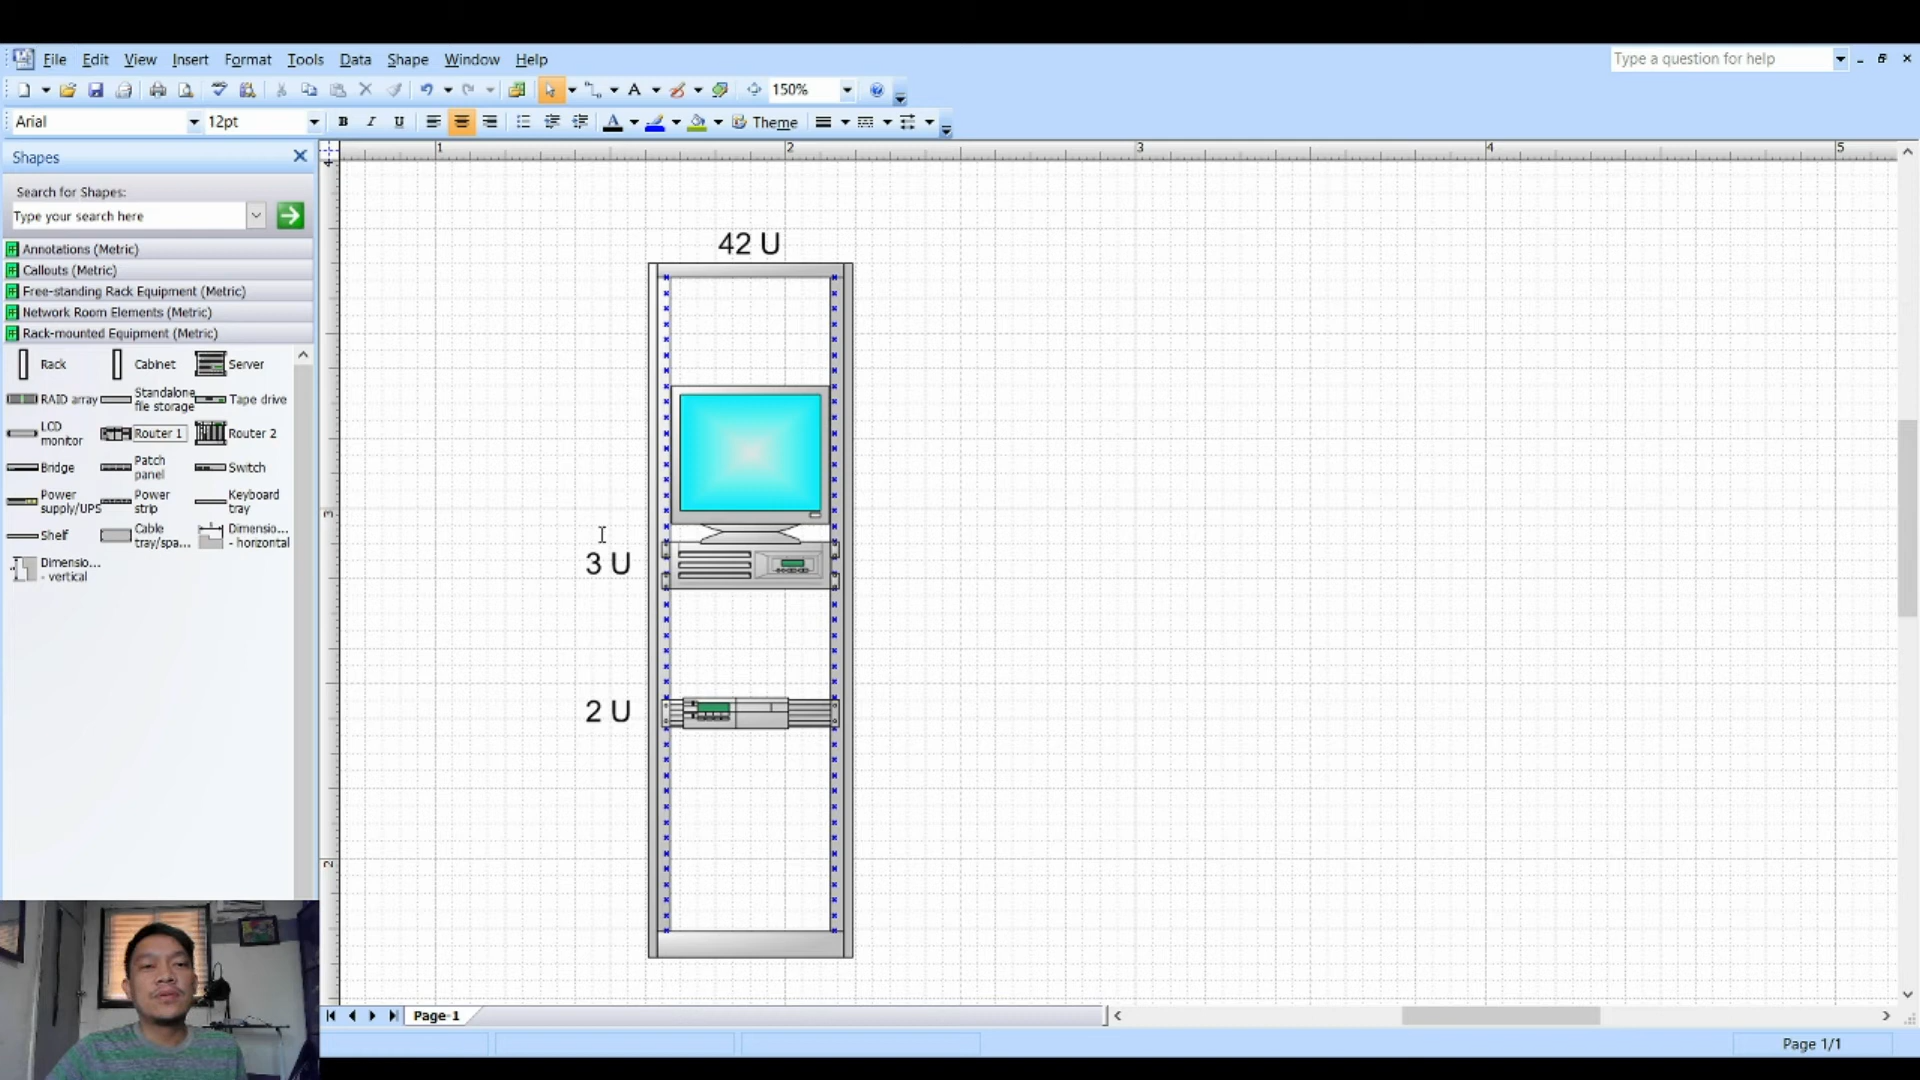 File Edit View Insert Format Tools Data Shape Window Help
Type a question for help
150%
Arial 12pt B I U A Theme
Shapes
Search for Shapes:
Type your search here
Annotations (Metric)
Callouts (Metric)
Free-standing Rack Equipment (Metric)
Network Room Elements (Metric)
Rack-mounted Equipment (Metric)
Rack Cabinet Server
RAID array Standalone file storage Tape drive
LCD monitor Router 1 Router 2
Bridge Patch panel Switch
Power supply/UPS Power strip Keyboard tray
Shelf Cable tray/spa... Dimensio... - horizontal
Dimensio... - vertical
1 2 3 4 5
3
2
42 U
3 U
2 U
Page-1
Page 1/1